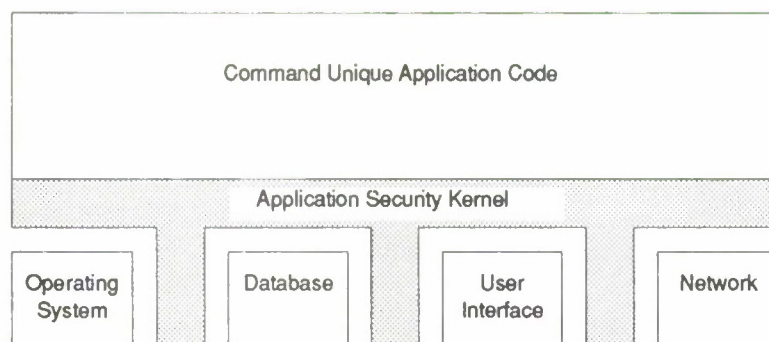 Command Unique Application Code
Application Security Kernel
Operating
System
Database
User
Interface
Network